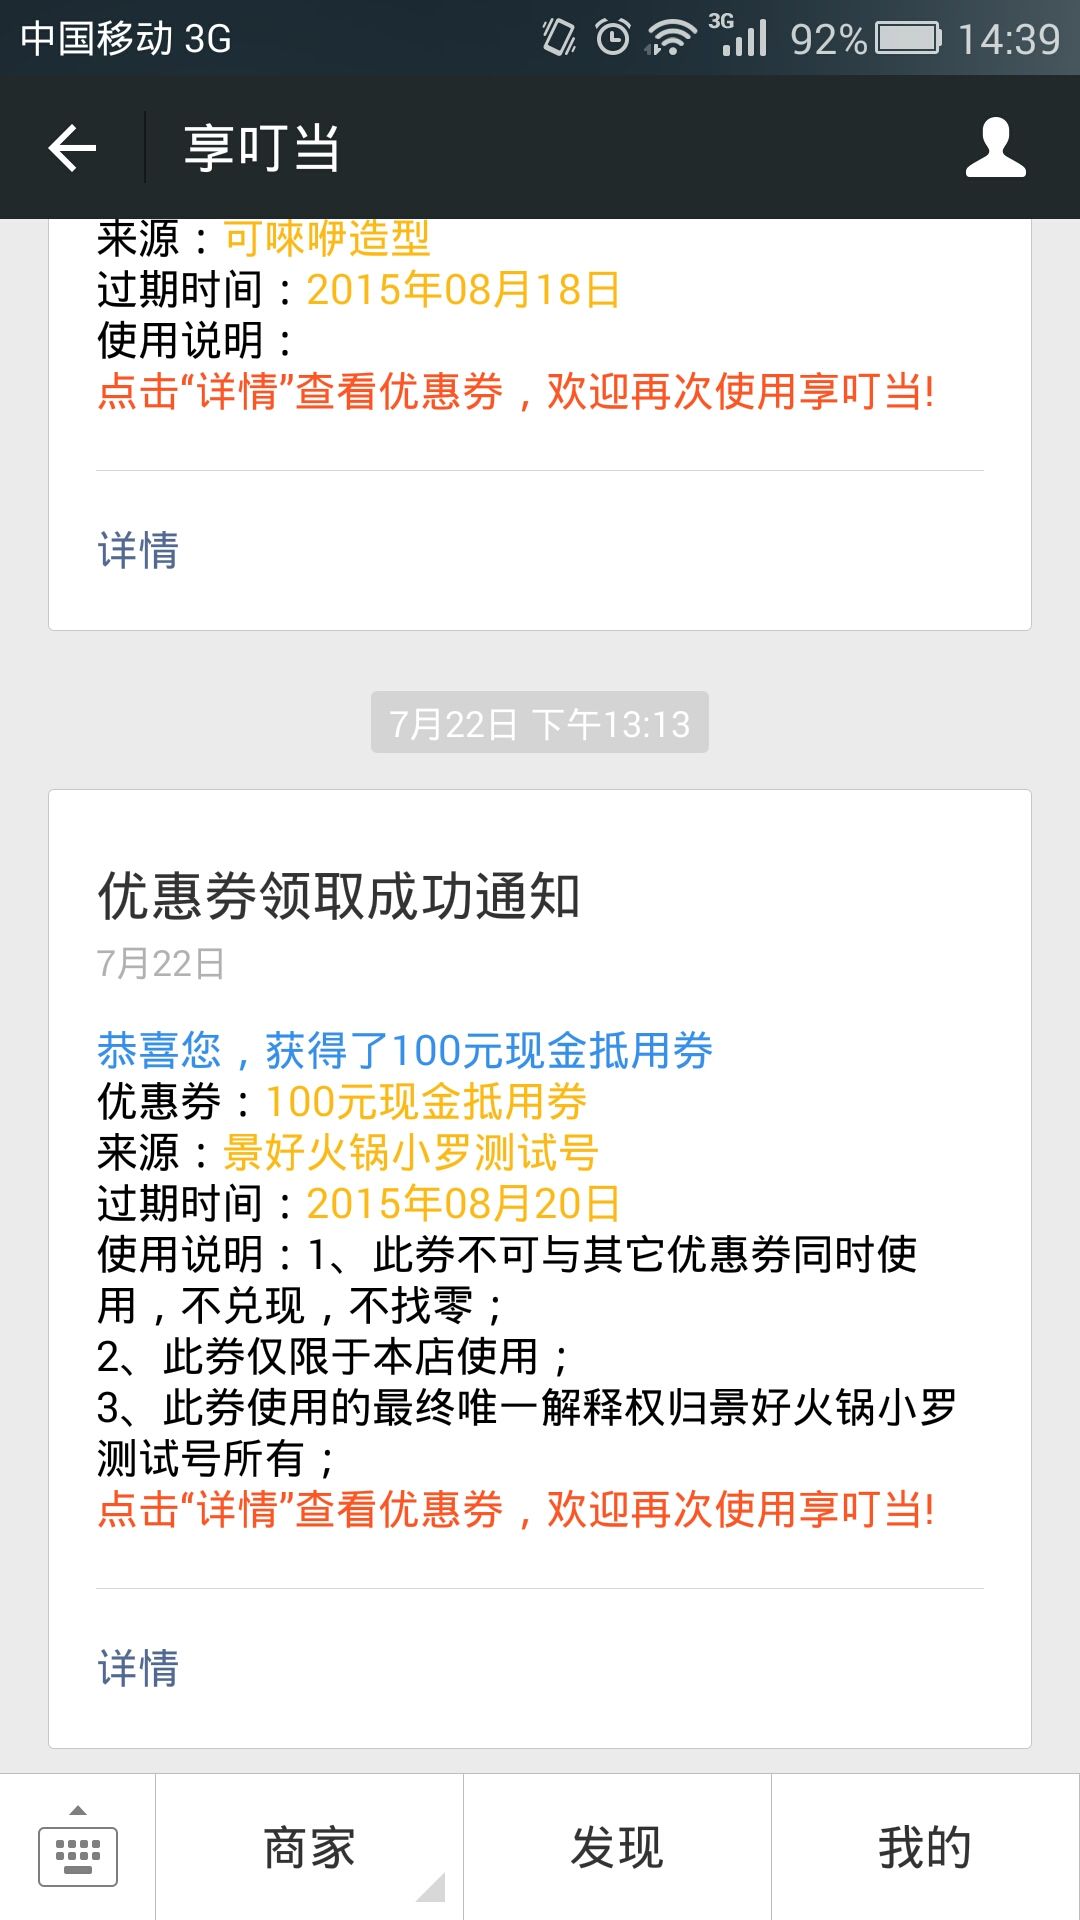 中国移动 3G
3G
92%
14:39
享叮当
来源：可唻咿造型
过期时间：2015年08月18日
使用说明：
点击“详情”查看优惠券，欢迎再次使用享叮当!
详情
7月22日 下午13:13
优惠券领取成功通知
7月22日
恭喜您，获得了100元现金抵用券
优惠券：100元现金抵用券
来源：景好火锅小罗测试号
过期时间：2015年08月20日
使用说明：1、此券不可与其它优惠券同时使
用，不兑现，不找零；
2、此券仅限于本店使用；
3、此券使用的最终唯一解释权归景好火锅小罗
测试号所有；
点击“详情”查看优惠券，欢迎再次使用享叮当!
详情
商家
发现
我的